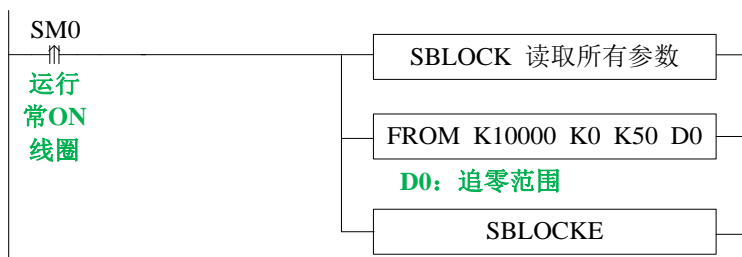 SM0
运行
常ON
线圈
SBLOCK 读取所有参数
FROM K10000 K0 K50 D0
D0：追零范围
SBLOCKE